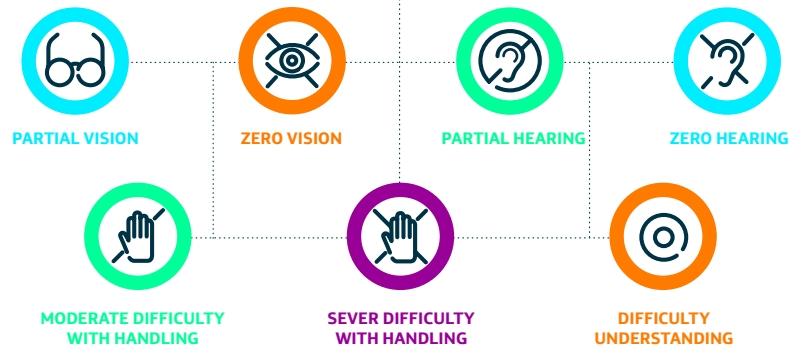 PARTIAL VISION
ZERO VISION
PARTIAL HEARING
ZERO HEARING
MODERATE DIFFICULTY
WITH HANDLING
SEVER DIFFICULTY
WITH HANDLING
DIFFICULTY
UNDERSTANDING